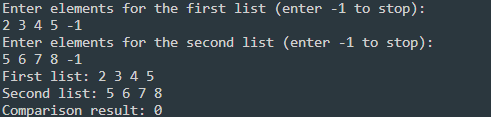 Enter elements for the first list (enter -1 to stop):
2 3 4 5 -1
Enter elements for the second list (enter -1 to stop):
5 6 7 8 -1
First list: 2 3 4 5
Second list: 5 6 7 8
Comparison result: 0